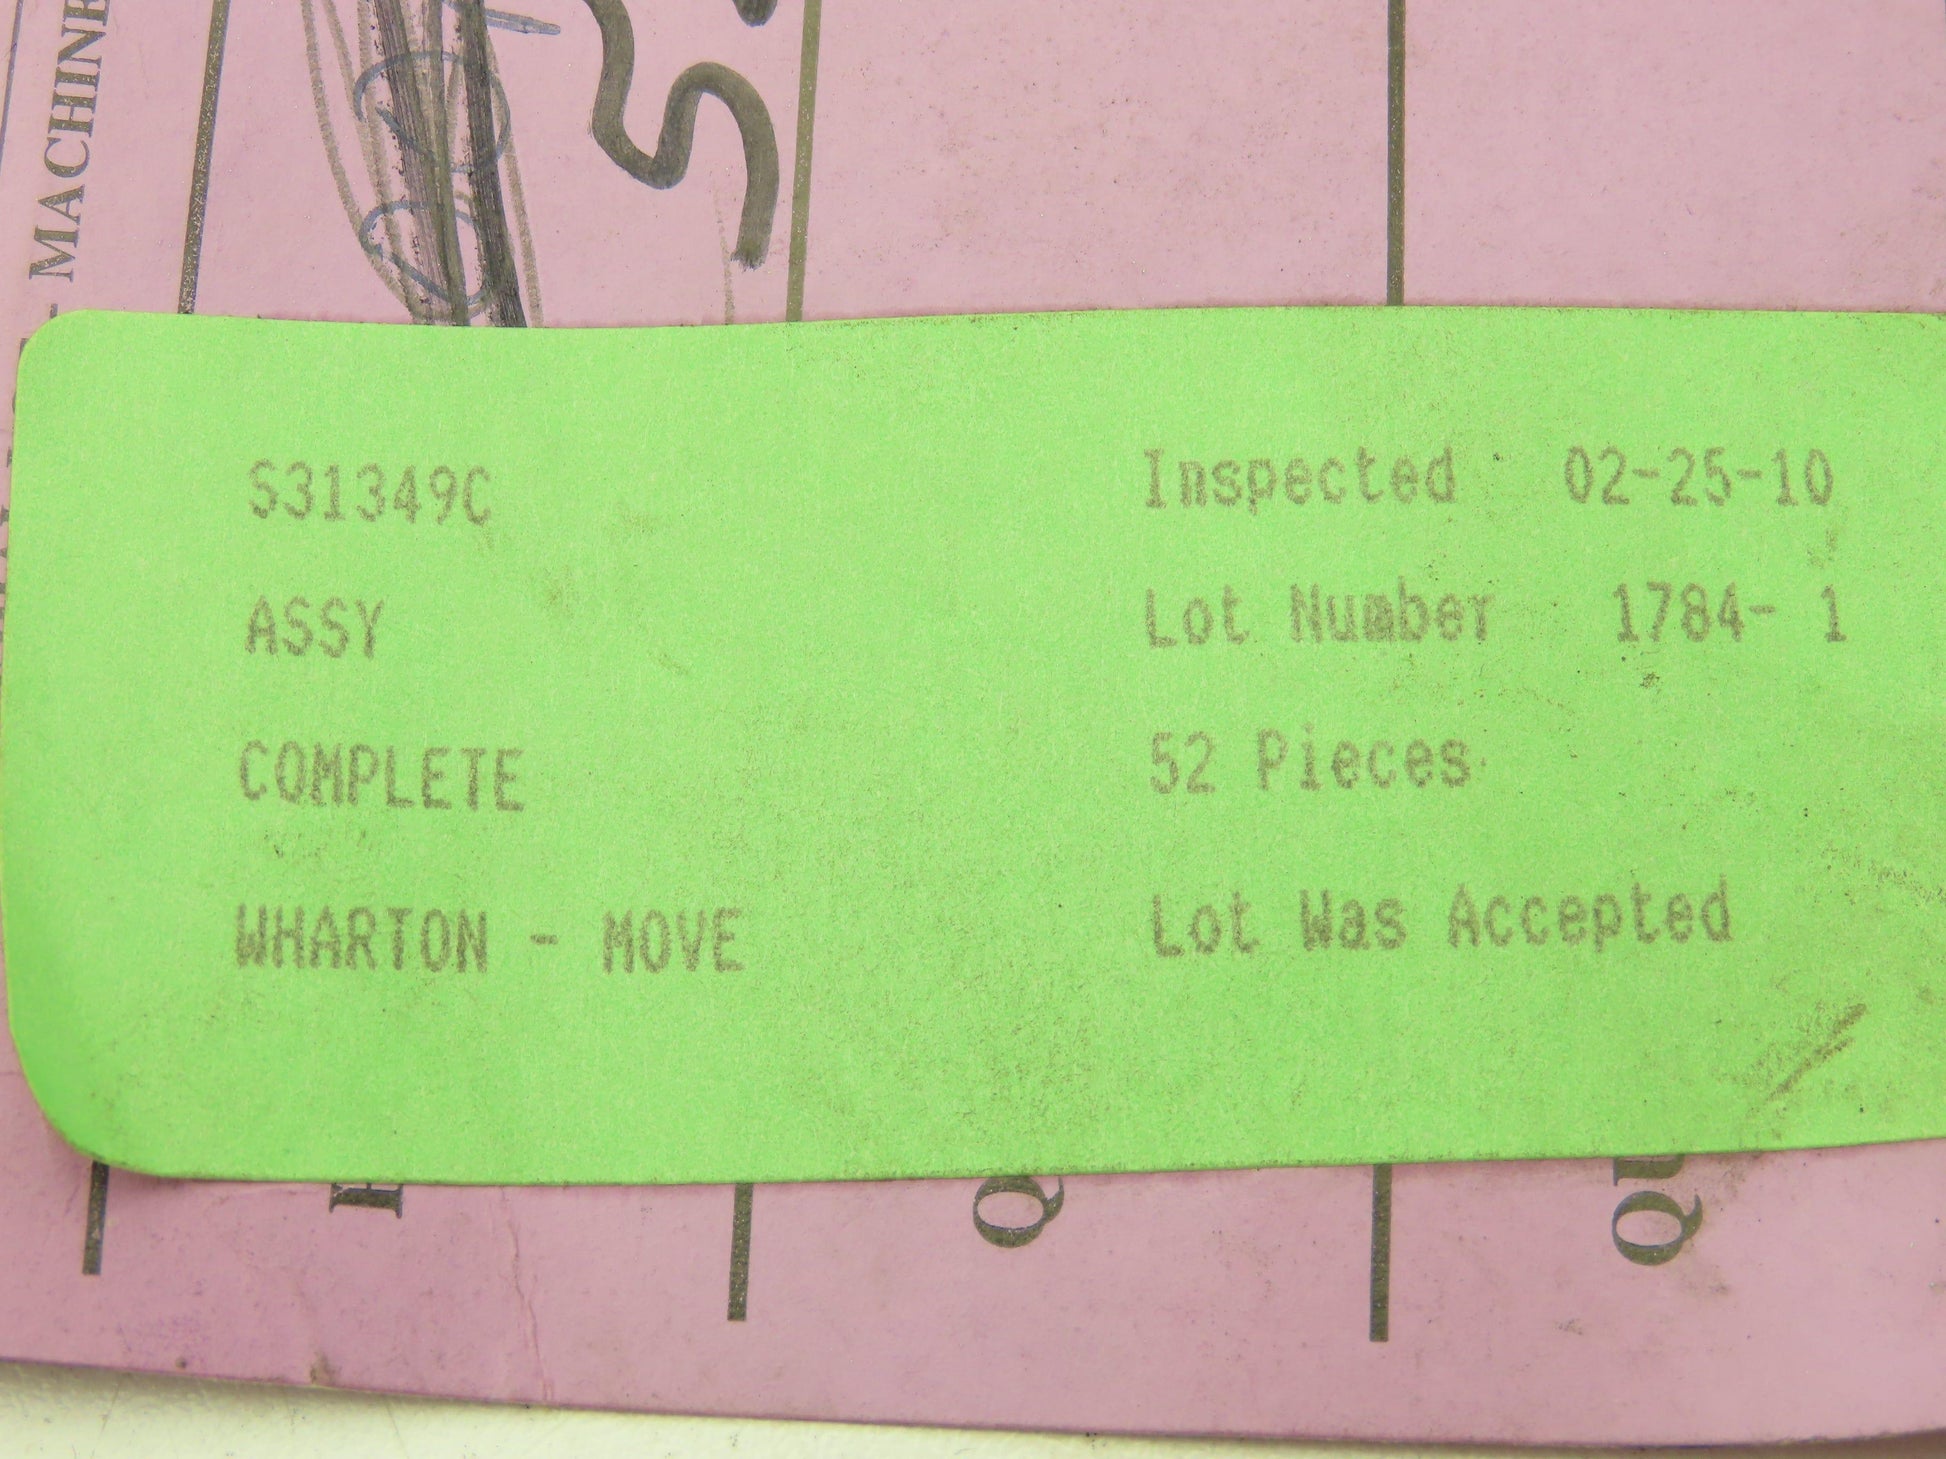 MACHINE
S31349C
Inspected 02-25-10
ASSY
Lot Number 1784- 1
COMPLETE
52 Pieces
WHARTON - MOVE
Lot Was Accepted